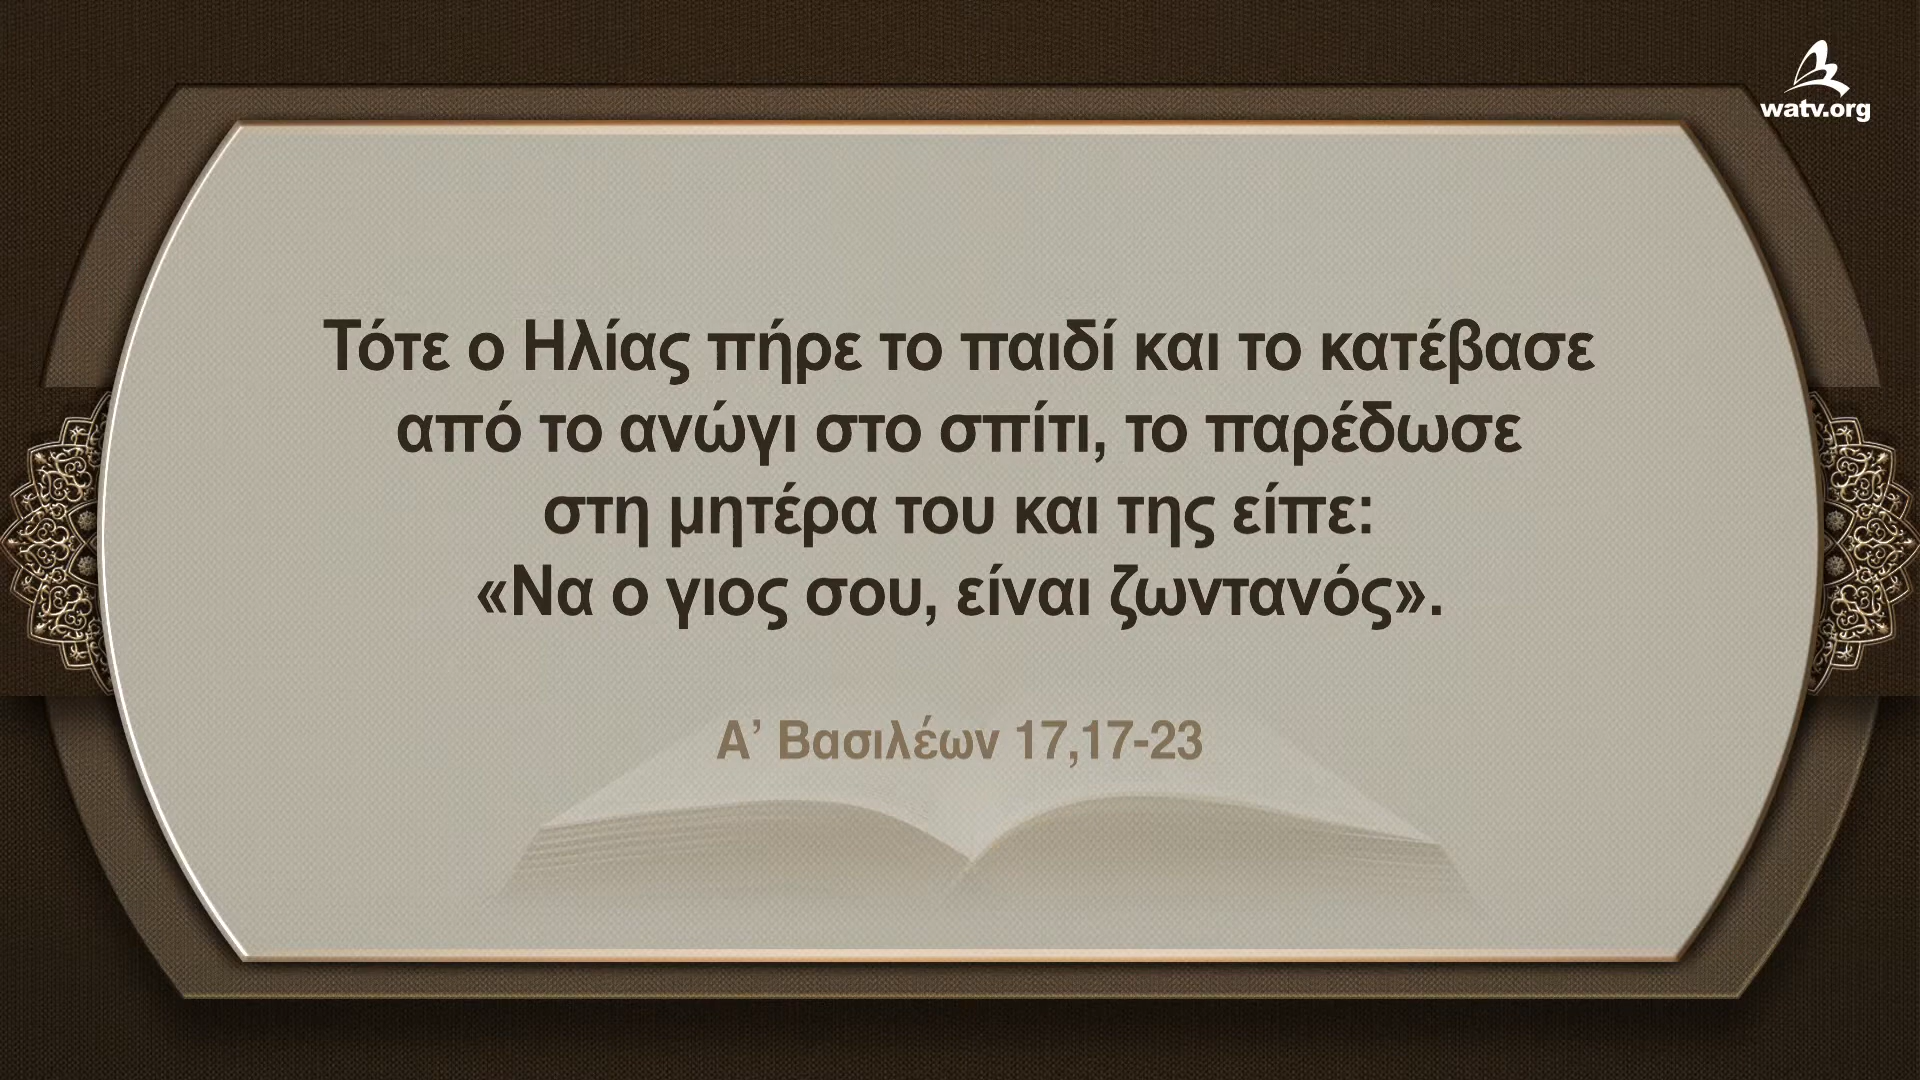 watv.org
Τότε ο Ηλίας πήρε το παιδί και το κατέβασε
από το ανώγι στο σπίτι, το παρέδωσε
στη μητέρα του και της είπε:
«Να ο γιος σου, είναι ζωντανός».
Α’ Βασιλέων 17,17-23